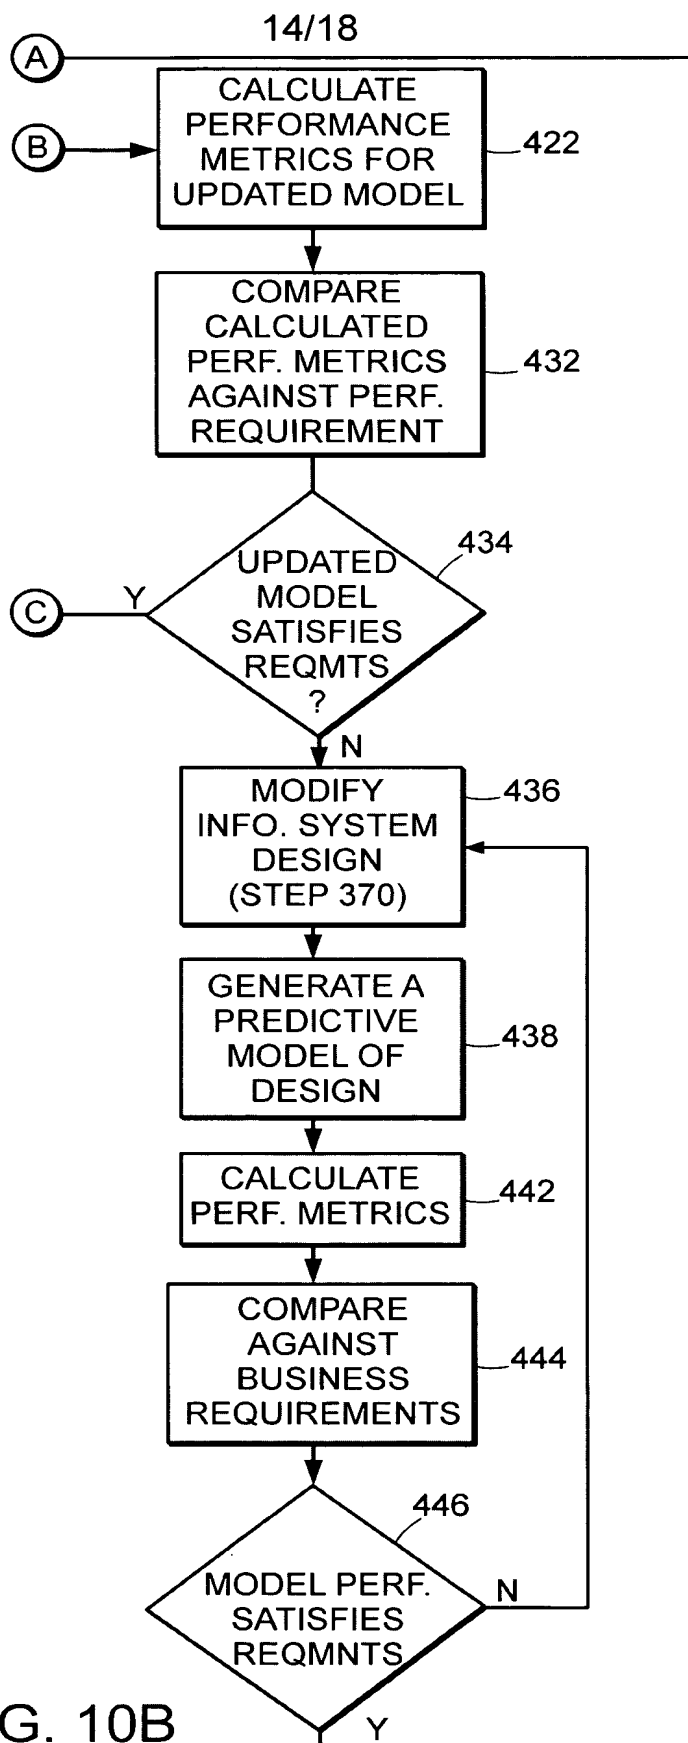 14/18
A
CALCULATE
PERFORMANCE
METRICS FOR
UPDATED MODEL
422
B
COMPARE
CALCULATED
PERF. METRICS
AGAINST PERF.
REQUIREMENT
432
434
UPDATED
MODEL
SATISFIES
REQMTS
?
Y
C
N
MODIFY
INFO. SYSTEM
DESIGN
(STEP 370)
436
GENERATE A
PREDICTIVE
MODEL OF
DESIGN
438
CALCULATE
PERF. METRICS
442
COMPARE
AGAINST
BUSINESS
REQUIREMENTS
444
446
MODEL PERF.
SATISFIES
REQMNTS
N
Y
G. 10B